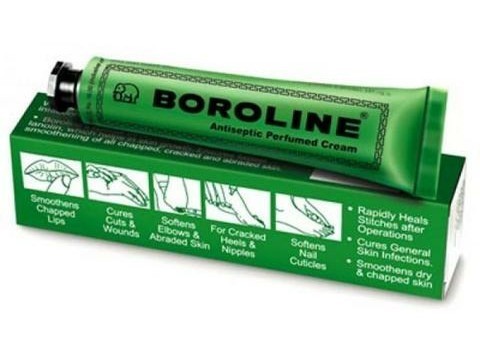 BOROLINE®
Antiseptic Perfumed Cream
smoothening of all chapped, cracked and abraded skin.
Smoothens
Chapped
Lips
Cures
Cuts &
Wounds
Softens
Elbows &
Abraded Skin
For Cracked
Heels &
Nipples
Softens
Nail
Cuticles
• Rapidly Heals
Stitches after
Operations
• Cures General
Skin Infections.
• Smoothens dry
& chapped skin